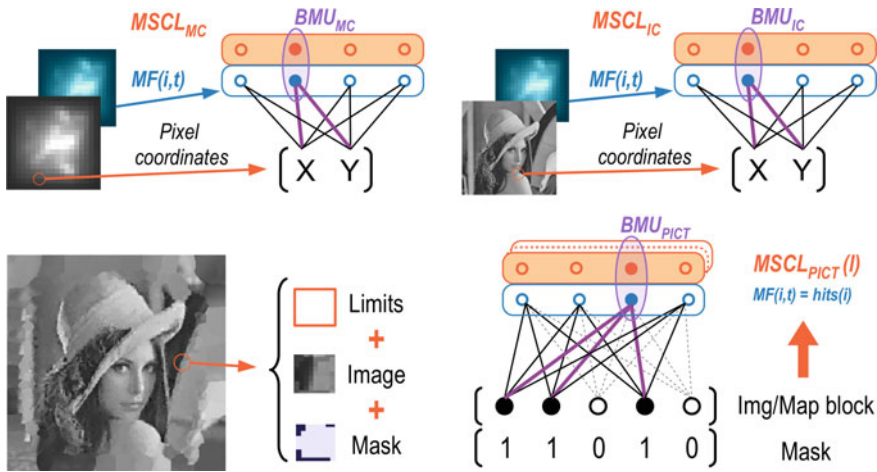 MSCL_MC
BMU_MC
MF(i,t)
Pixel
coordinates
[ X Y ]
MSCL_IC
BMU_IC
MF(i,t)
Pixel
coordinates
[ X Y ]
Limits
+
Image
+
Mask
BMU_PICT
MSCL_PICT (l)
MF(i,t) = hits(i)
Img/Map block
[ 1 1 0 1 0 ] Mask